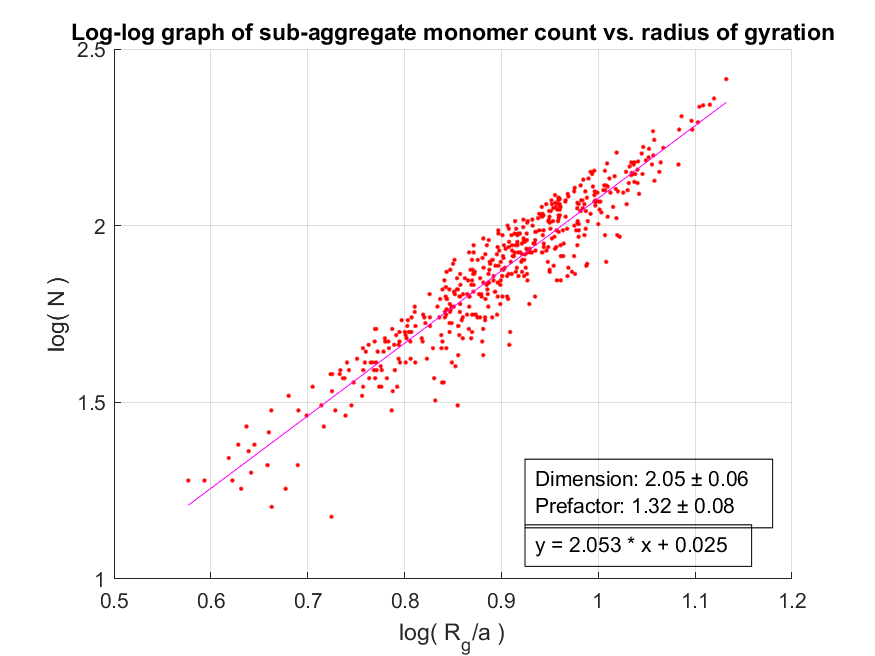 Log-log graph of sub-aggregate monomer count vs. radius of gyration
2.5
2
1.5
1
log( N )
Dimension: 2.05 ± 0.06
Prefactor: 1.32 ± 0.08
y = 2.053 * x + 0.025
0.5 0.6 0.7 0.8 0.9 1 1.1 1.2
log( R_g/a )